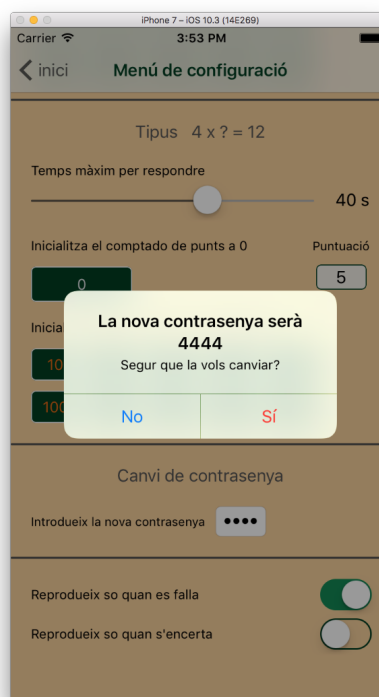 iPhone 7 – iOS 10.3 (14E269)
Carrier 3:53 PM
inici Menú de configuració
Tipus 4 x ? = 12
Temps màxim per respondre
40 s
Inicialitza el comptado de punts a 0 Puntuació
0 5
La nova contrasenya serà
4444
Segur que la vols canviar?
No Sí
Canvi de contrasenya
Introdueix la nova contrasenya ••••
Reprodueix so quan es falla
Reprodueix so quan s'encerta